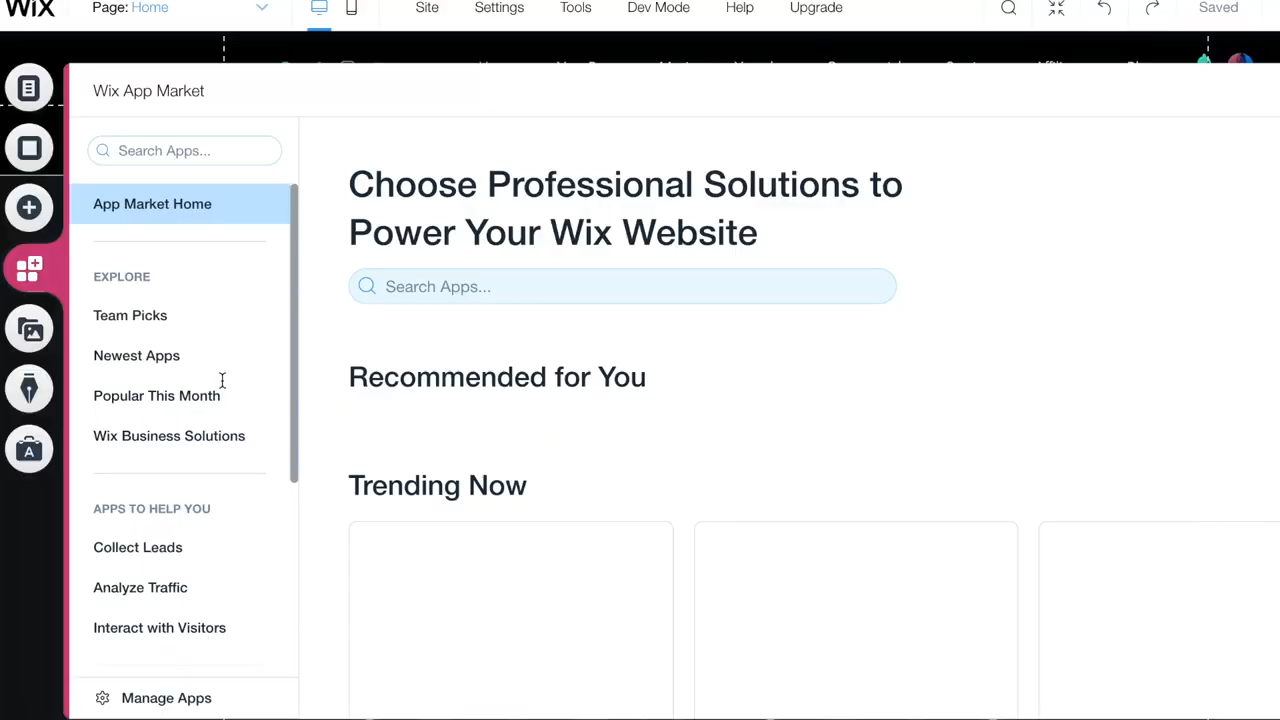 WiX
Page: Home
Site
Settings
Tools
Dev Mode
Help
Upgrade
Saved
Wix App Market
Search Apps...
App Market Home
EXPLORE
Team Picks
Newest Apps
Popular This Month
Wix Business Solutions
APPS TO HELP YOU
Collect Leads
Analyze Traffic
Interact with Visitors
Manage Apps
Choose Professional Solutions to
Power Your Wix Website
Search Apps...
Recommended for You
Trending Now
A